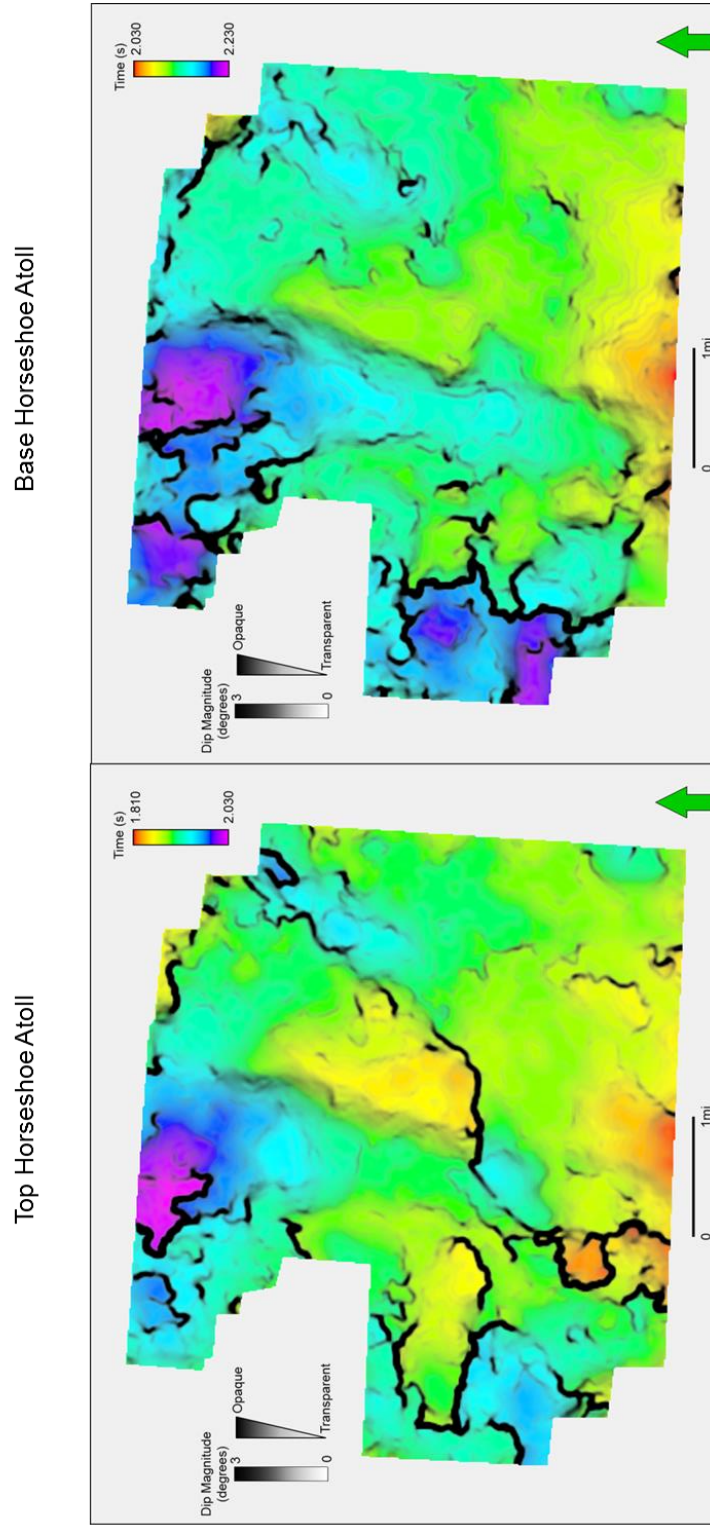 Top Horseshoe Atoll
Time (s)
1.810
2.030
Dip Magnitude
(degrees)
3
0
Opaque
Transparent
0
1mi
Base Horseshoe Atoll
Time (s)
2.030
2.230
Dip Magnitude
(degrees)
3
0
Opaque
Transparent
0
1mi